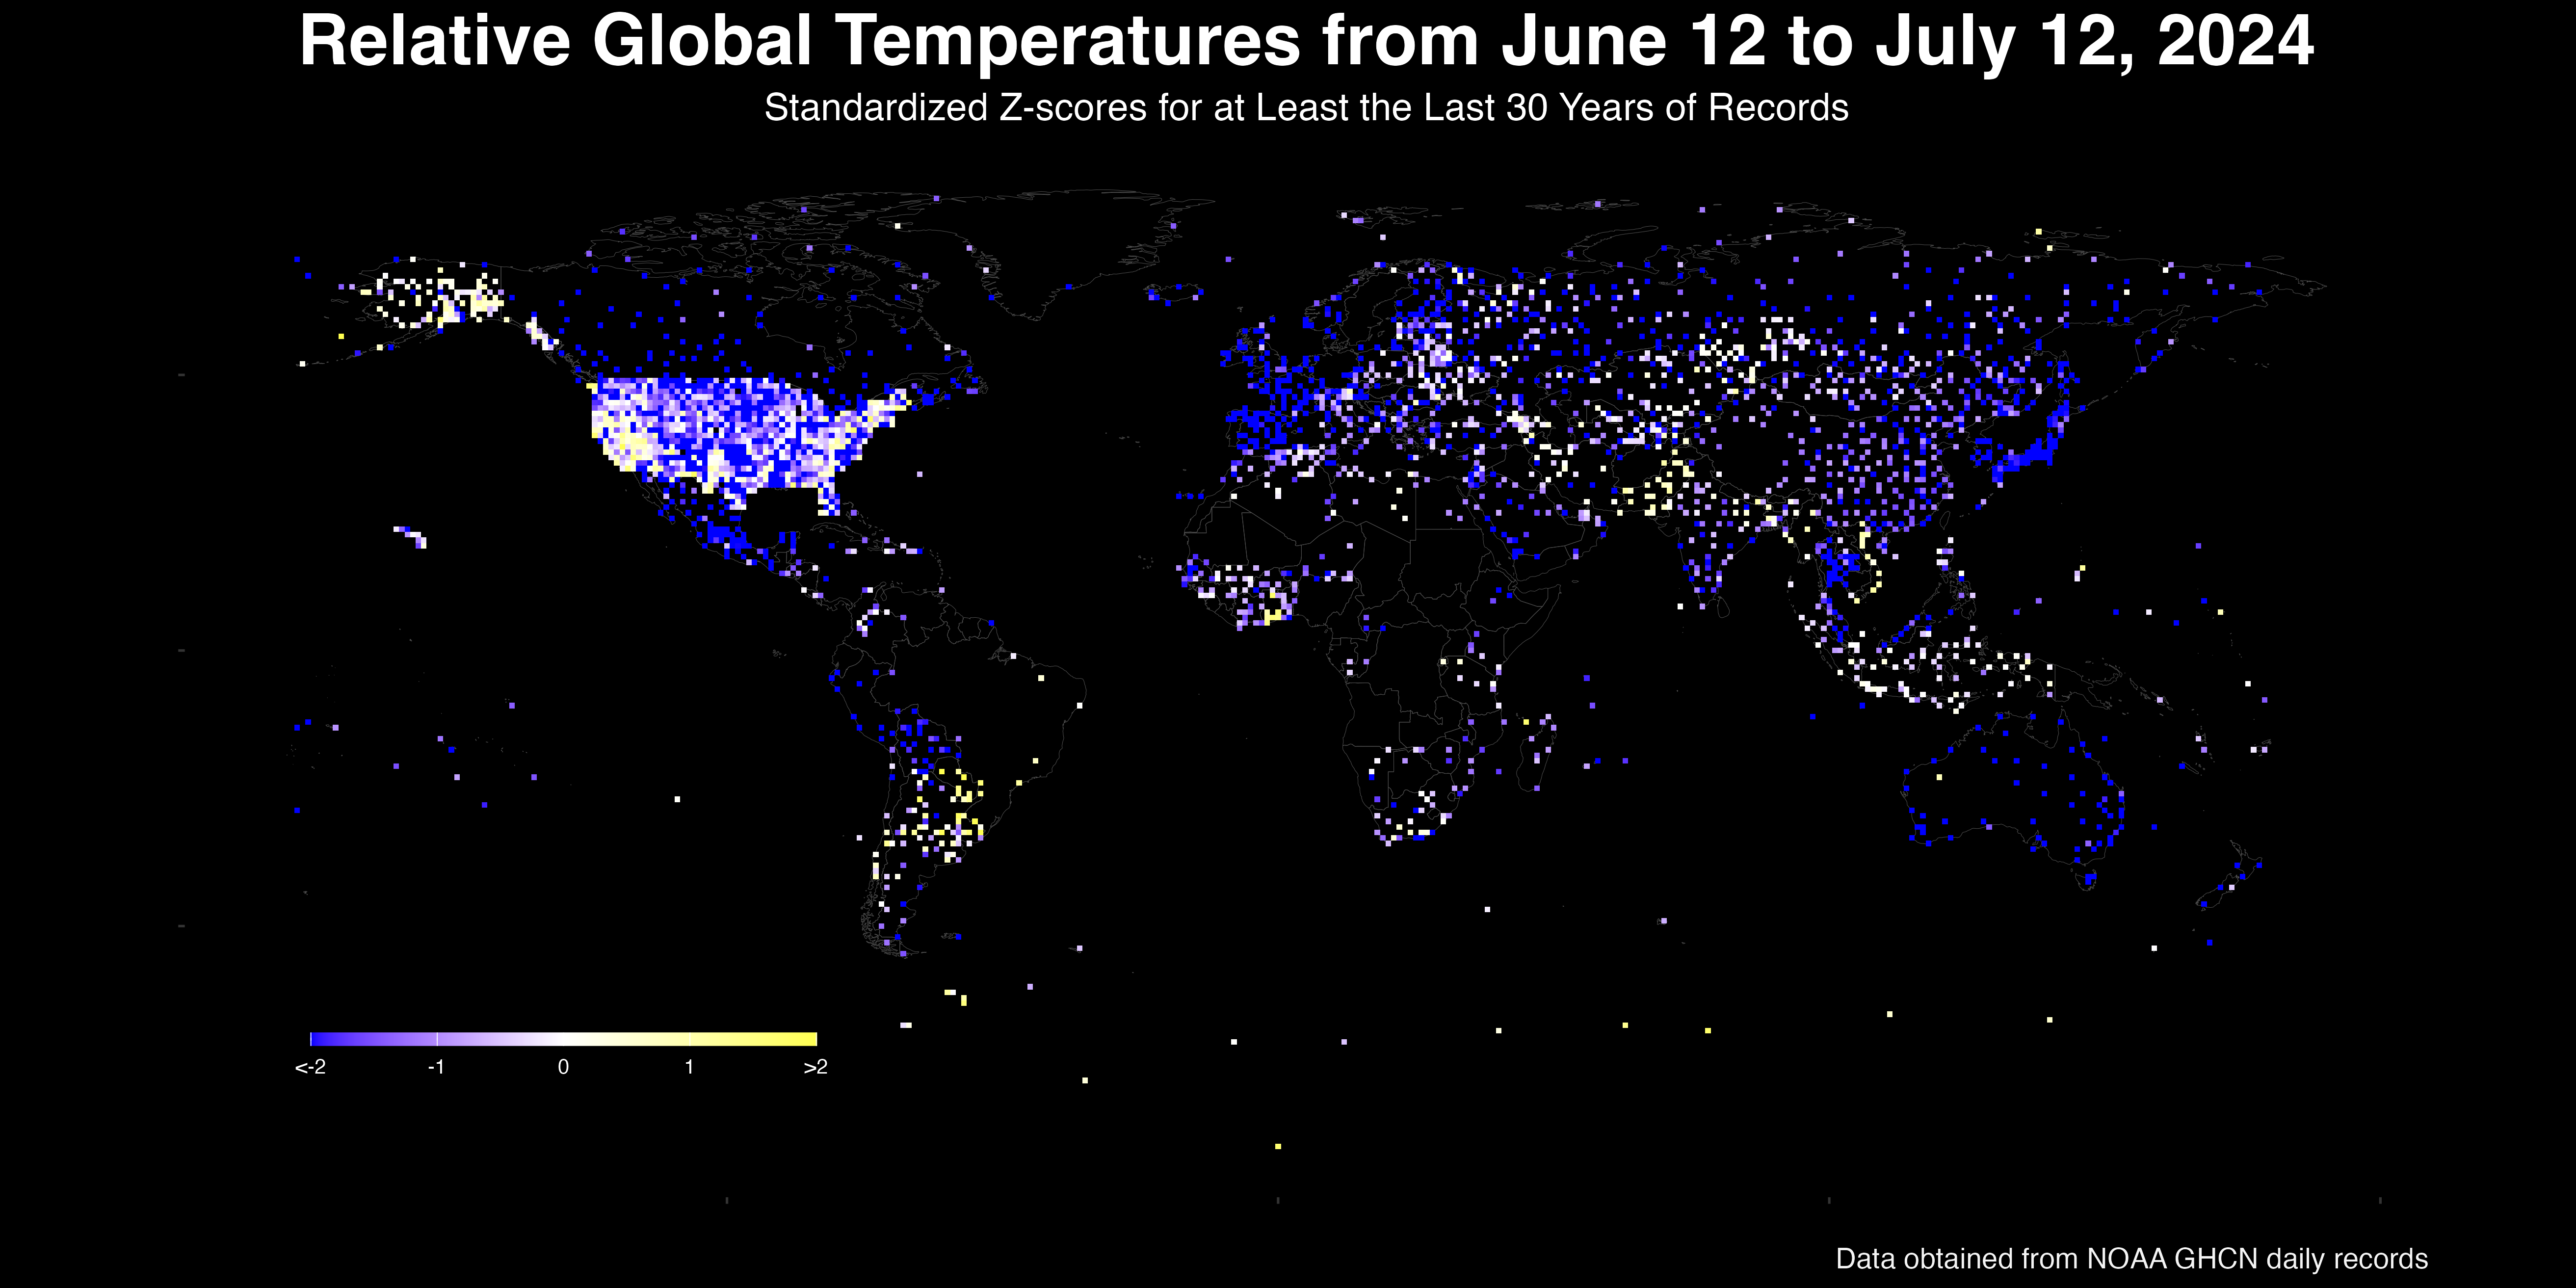 Relative Global Temperatures from June 12 to July 12, 2024
Standardized Z-scores for at Least the Last 30 Years of Records
<-2 -1 0 1 >2
Data obtained from NOAA GHCN daily records